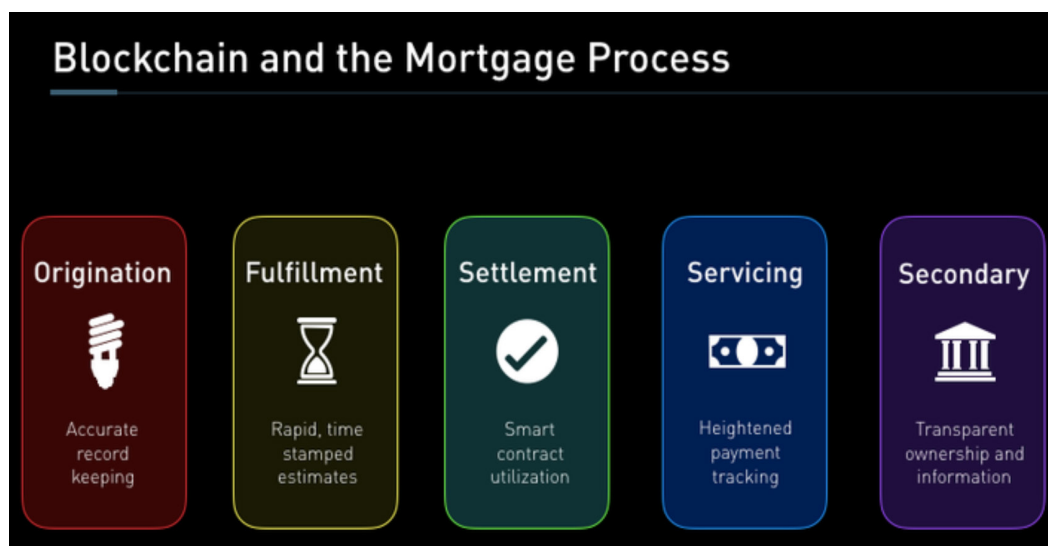 Blockchain and the Mortgage Process
Origination
Accurate
record
keeping
Fulfillment
Rapid, time
stamped
estimates
Settlement
Smart
contract
utilization
Servicing
Heightened
payment
tracking
Secondary
Transparent
ownership and
information